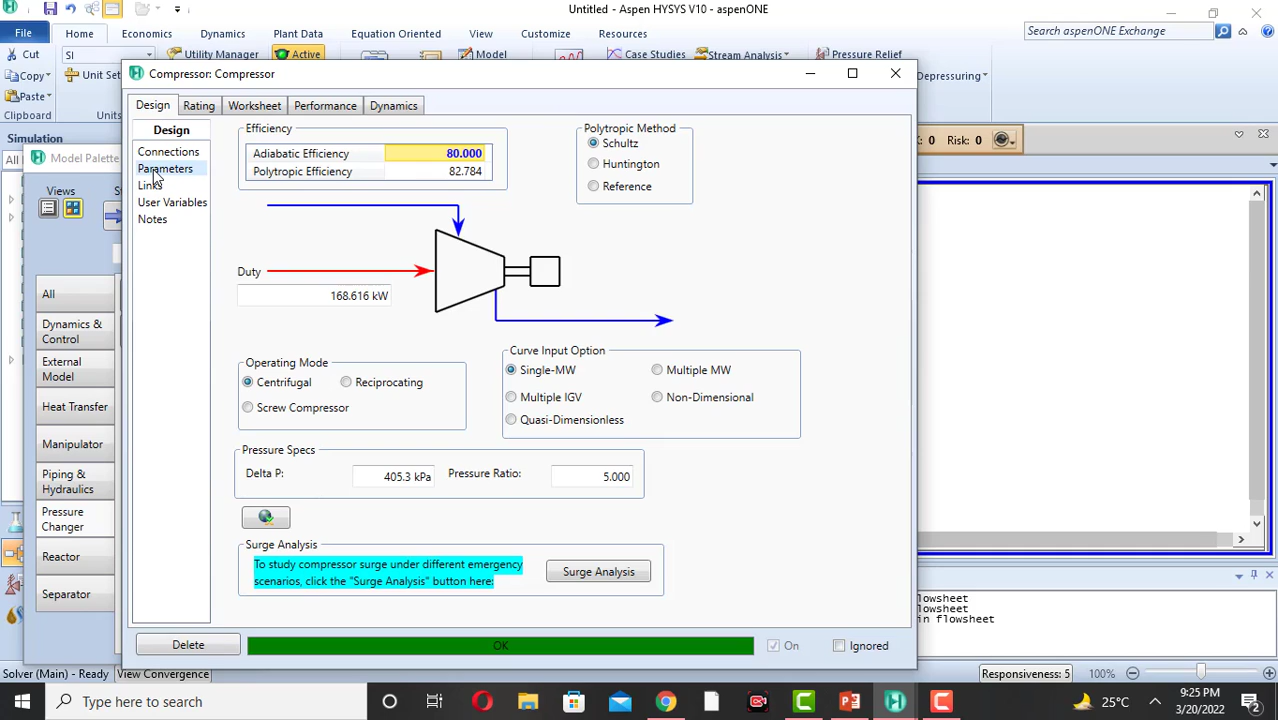 Untitled - Aspen HYSYS V10 - aspenONE
File Home Economics Dynamics Plant Data Equation Oriented View Customize Resources Search aspenONE Exchange
Cut SI Utility Manager Active Model Case Studies Stream Analysis Pressure Relief
Copy Unit Set Depressuring
Paste
Clipboard Units
Compressor: Compressor
Simulation
Model Palette
Views
All
Dynamics & Control
External Model
Heat Transfer
Manipulator
Piping & Hydraulics
Pressure Changer
Reactor
Separator
Design Rating Worksheet Performance Dynamics
Design
Connections
Parameters
Links
User Variables
Notes
Efficiency
Adiabatic Efficiency 80.000
Polytropic Efficiency 82.784
Polytropic Method
Schultz
Huntington
Reference
Duty
168.616 kW
Operating Mode
Centrifugal Reciprocating
Screw Compressor
Curve Input Option
Single-MW Multiple MW
Multiple IGV Non-Dimensional
Quasi-Dimensionless
Pressure Specs
Delta P: 405.3 kPa Pressure Ratio: 5.000
Surge Analysis
To study compressor surge under different emergency
scenarios, click the "Surge Analysis" button here:
Surge Analysis
Delete OK On Ignored
0 Risk: 0
flowsheet
flowsheet
in flowsheet
Solver (Main) - Ready View Convergence Responsiveness: 5 100%
Type here to search 25°C 9:25 PM
3/20/2022 2